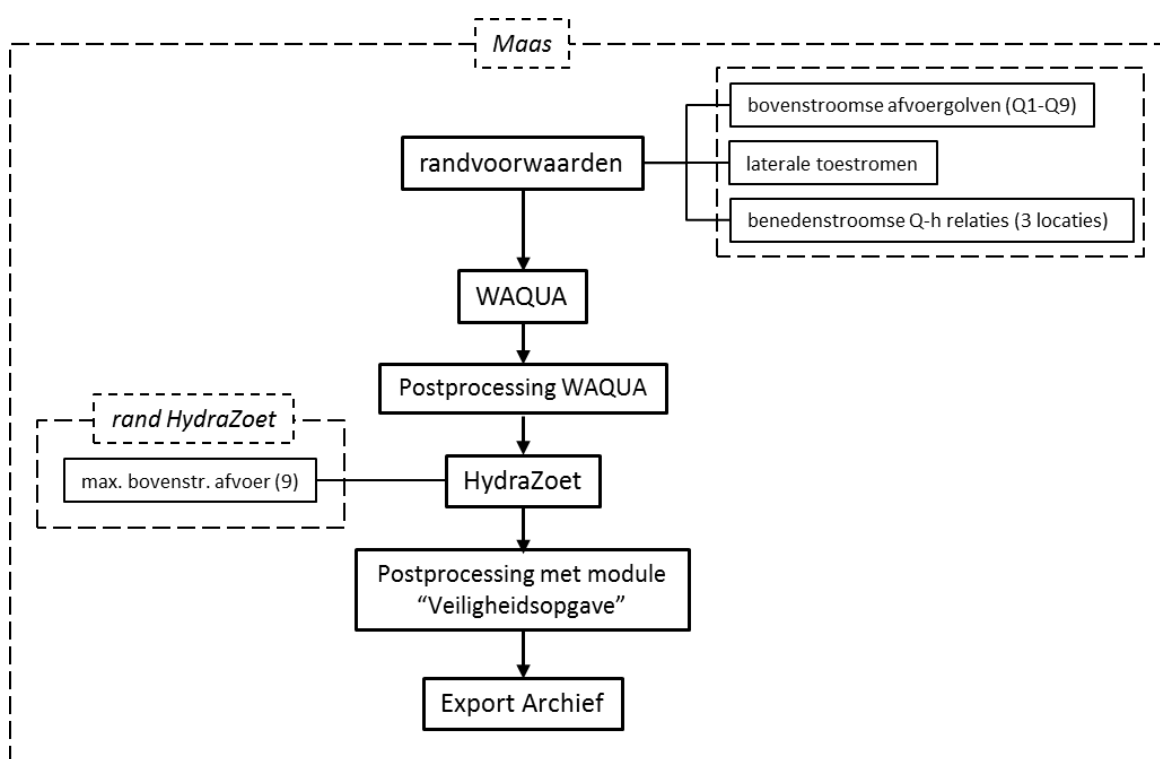 Maas
bovenstroomse afvoergolven (Q1-Q9)
randvoorwaarden
laterale toestromen
benedenstroomse Q-h relaties (3 locaties)
WAQUA
Postprocessing WAQUA
rand HydraZoet
max. bovenstr. afvoer (9)
HydraZoet
Postprocessing met module
“Veiligheidsopgave”
Export Archief